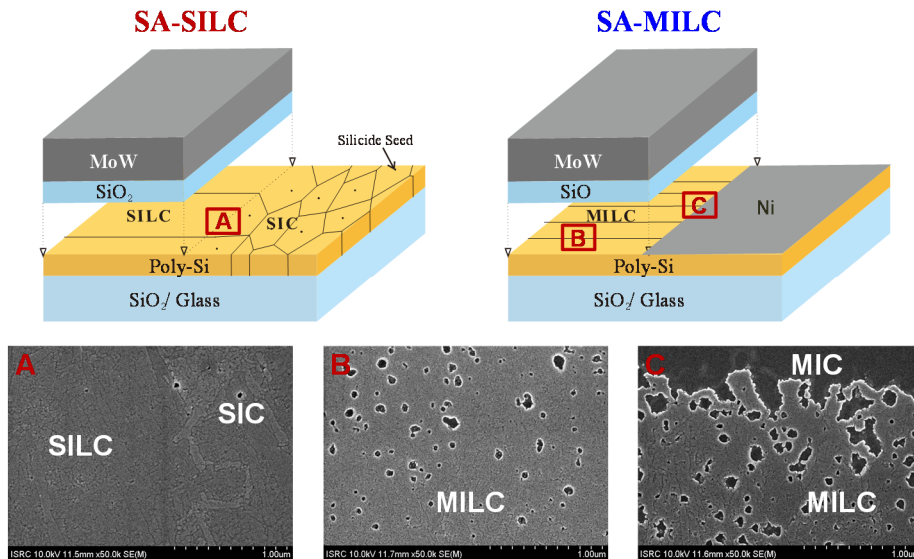 SA-SILC
SA-MILC
Silicide Seed
MoW
SiO2
SILC
A
SIC
Poly-Si
SiO2/ Glass
MoW
SiO
MILC
B
C
Ni
Poly-Si
SiO2/ Glass
A
SILC
SIC
ISRC 10.0kV 11.5mm x50.0k SE(M)
1.00um
B
MILC
ISRC 10.0kV 11.7mm x50.0k SE(M)
1.00um
C
MIC
MILC
ISRC 10.0kV 11.6mm x50.0k SE(M)
1.00um